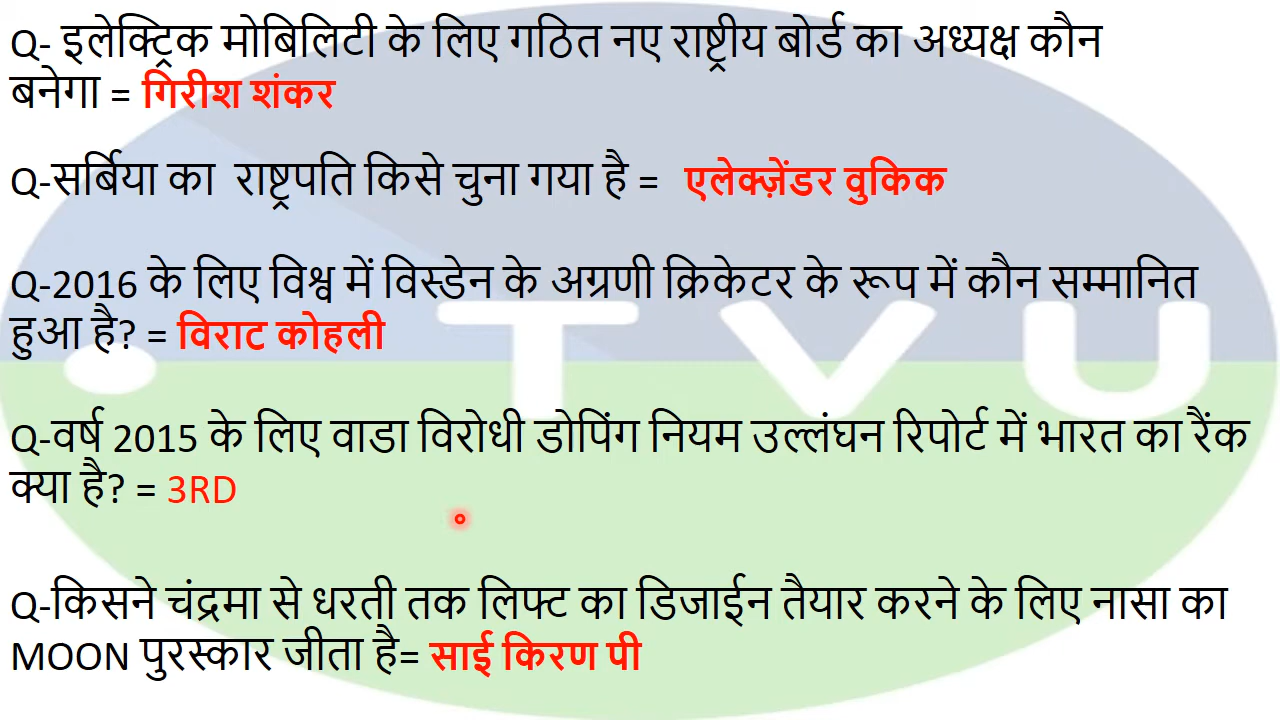 Q- इलेक्ट्रिक मोबिलिटी के लिए गठित नए राष्ट्रीय बोर्ड का अध्यक्ष कौन
बनेगा = गिरीश शंकर
Q-सर्बिया का राष्ट्रपति किसे चुना गया है = एलेक्ज़ेंडर वुकिक
Q-2016 के लिए विश्व में विस्डेन के अग्रणी क्रिकेटर के रूप में कौन सम्मानित
हुआ है? = विराट कोहली
Q-वर्ष 2015 के लिए वाडा विरोधी डोपिंग नियम उल्लंघन रिपोर्ट में भारत का रैंक
क्या है? = 3RD
Q-किसने चंद्रमा से धरती तक लिफ्ट का डिजाईन तैयार करने के लिए नासा का
MOON पुरस्कार जीता है= साई किरण पी
TVU